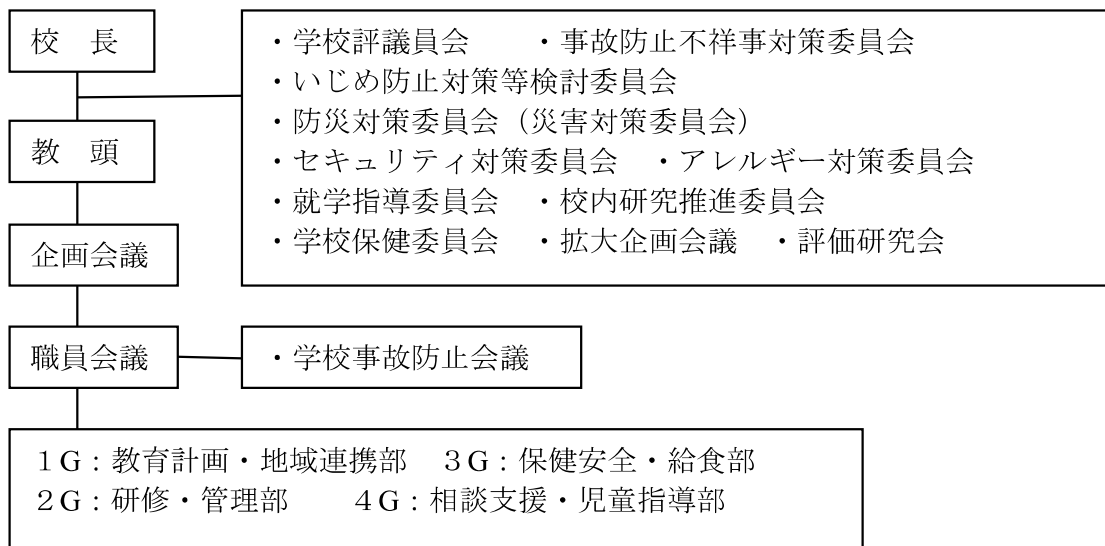 校　長
・学校評議員会　　・事故防止不祥事対策委員会
・いじめ防止対策等検討委員会
・防災対策委員会（災害対策委員会）
・セキュリティ対策委員会　・アレルギー対策委員会
・就学指導委員会　・校内研究推進委員会
・学校保健委員会　・拡大企画会議　・評価研究会
教　頭
企画会議
職員会議
・学校事故防止会議
１G：教育計画・地域連携部　３G：保健安全・給食部
２G：研修・管理部　　４G：相談支援・児童指導部